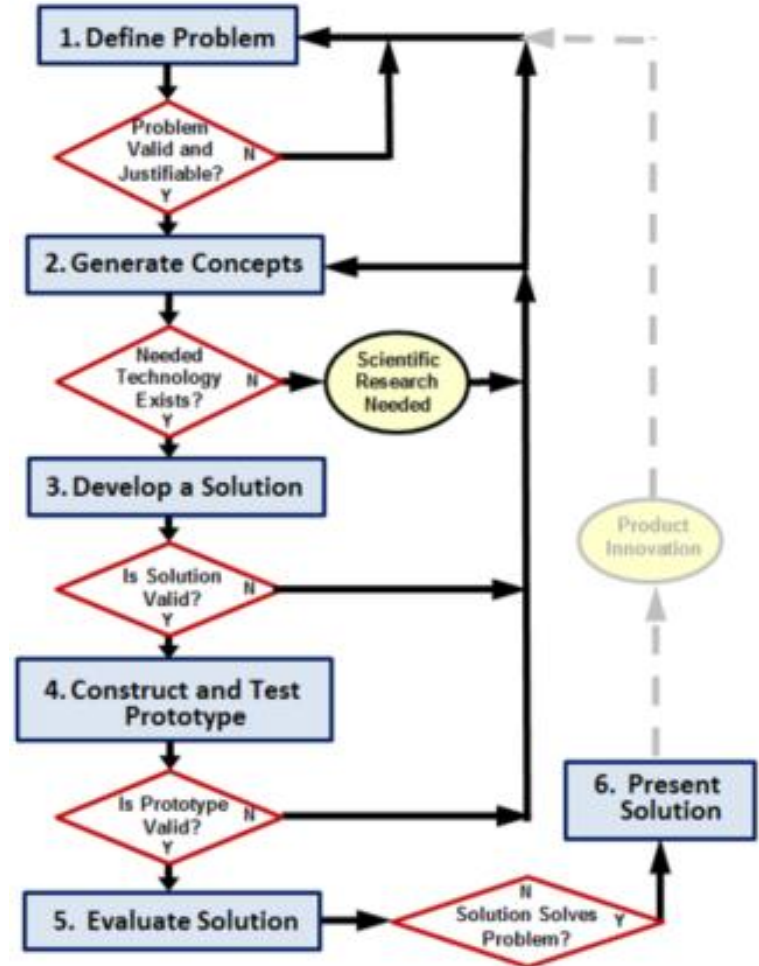 1. Define Problem
Problem
Valid and N
Justifiable?
Y
2. Generate Concepts
Needed
Technology N
Exists?
Y
Scientific
Research
Needed
3. Develop a Solution
Is Solution
Valid? N
Y
Product
Innovation
4. Construct and Test
Prototype
Is Prototype
Valid? N
Y
6. Present
Solution
5. Evaluate Solution
N
Solution Solves Y
Problem?